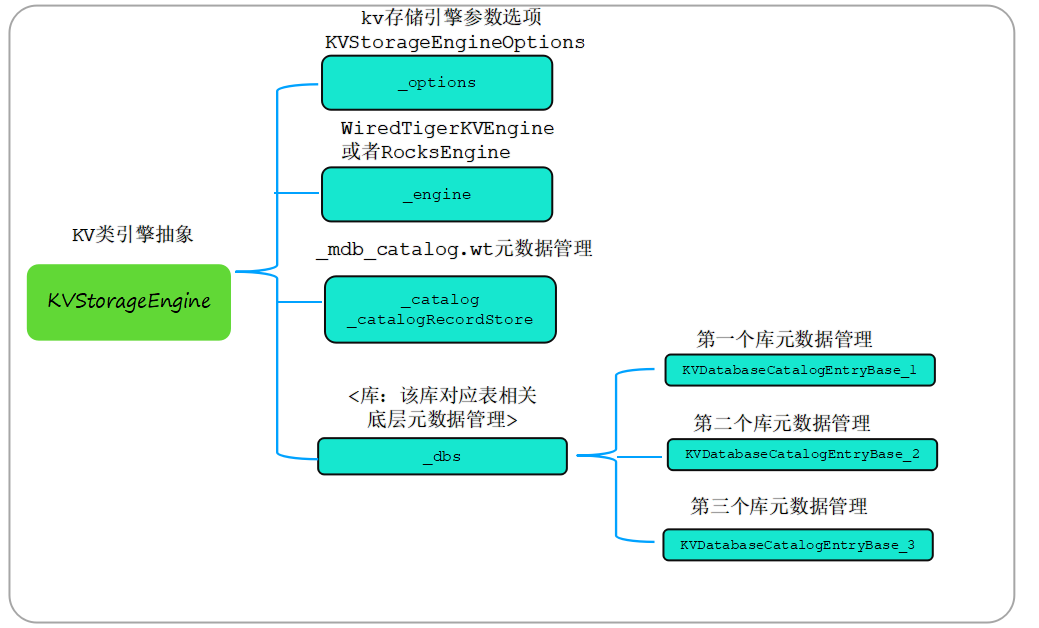 kv存储引擎参数选项
KVStorageEngineOptions
_options
WiredTigerKVEngine
或者RocksEngine
_engine
KV类引擎抽象
KVStorageEngine
_mdb_catalog.wt元数据管理
_catalog
_catalogRecordStore
<库：该库对应表相关
底层元数据管理>
_dbs
第一个库元数据管理
KVDatabaseCatalogEntryBase_1
第二个库元数据管理
KVDatabaseCatalogEntryBase_2
第三个库元数据管理
KVDatabaseCatalogEntryBase_3